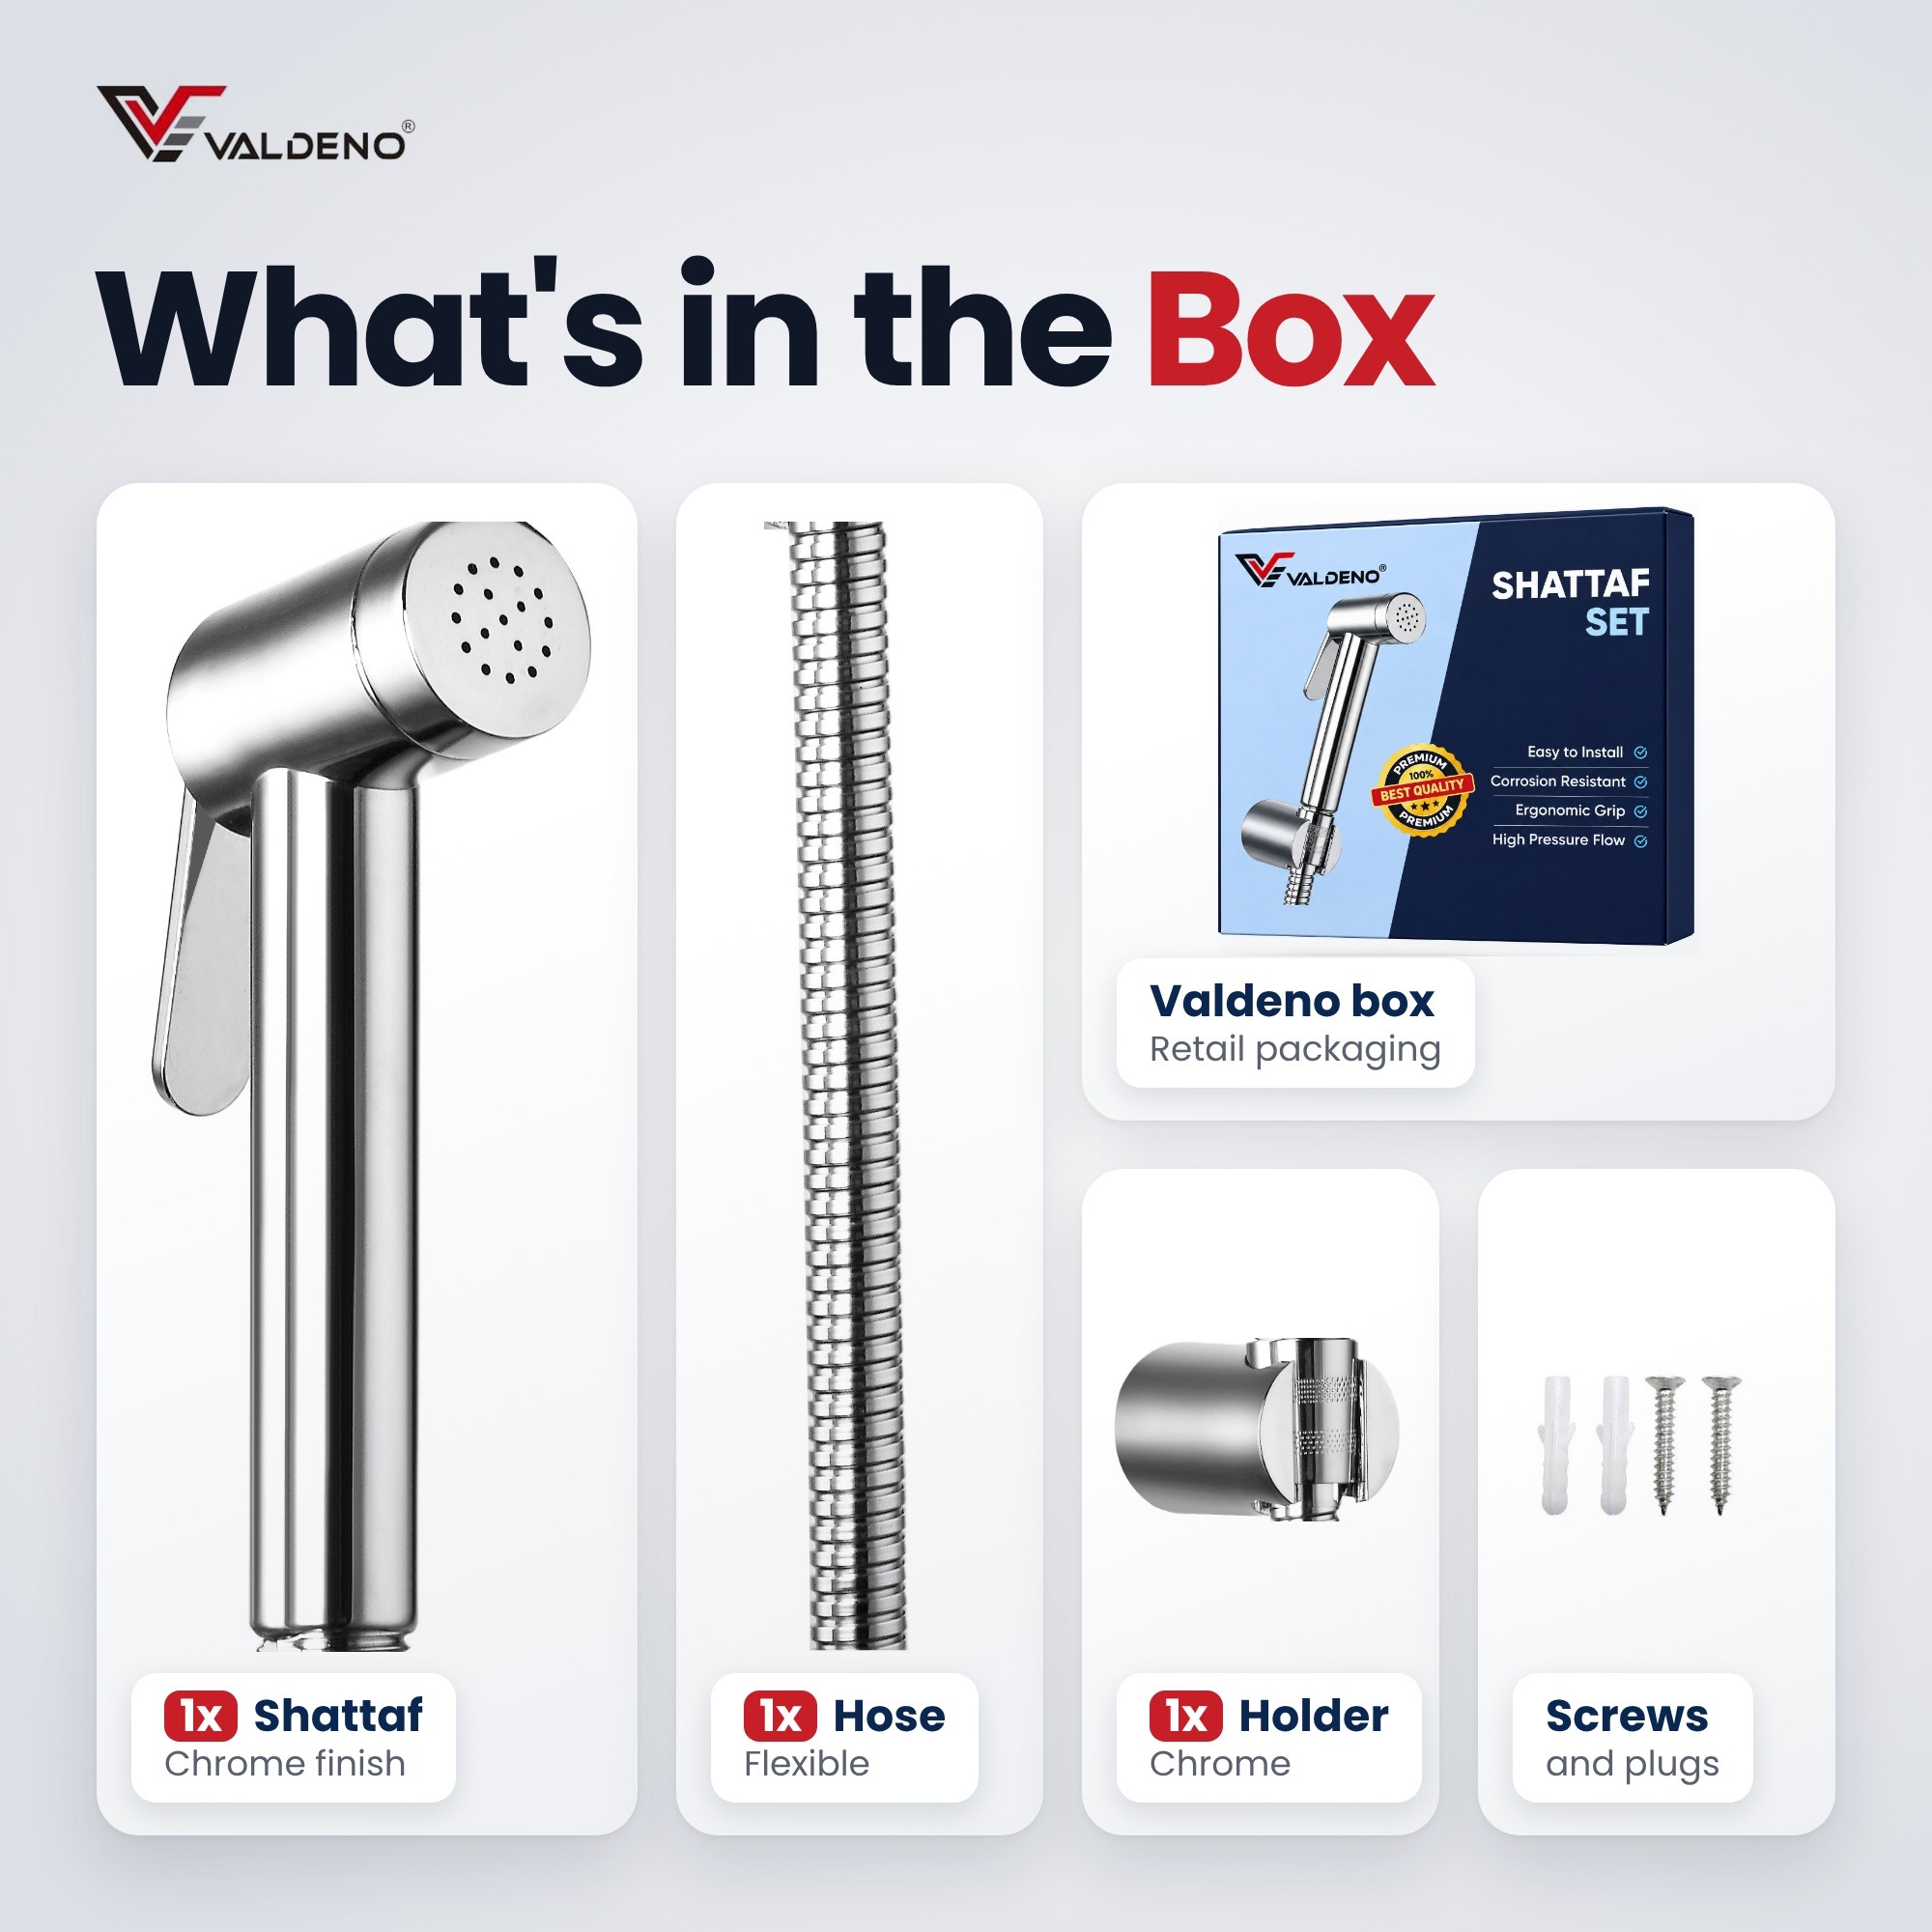 VALDENO®
What's in the Box
VALDENO®
SHATTAF
SET
Easy to Install
Corrosion Resistant
Ergonomic Grip
High Pressure Flow
PREMIUM
100%
BEST QUALITY
PREMIUM
Valdeno box
Retail packaging
1x Shattaf
Chrome finish
1x Hose
Flexible
1x Holder
Chrome
Screws
and plugs